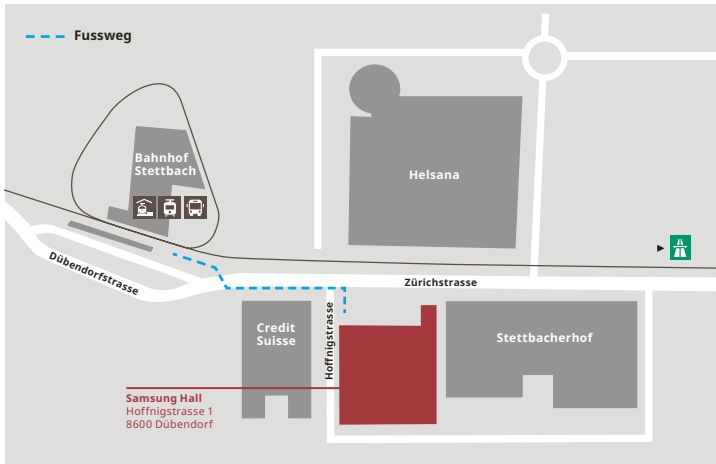 Fussweg
Bahnhof
Stettbach
Helsana
Dübendorfstrasse
Zürichstrasse
Hoffnigstrasse
Credit
Suisse
Stettbacherhof
Samsung Hall
Hoffnigstrasse 1
8600 Dübendorf